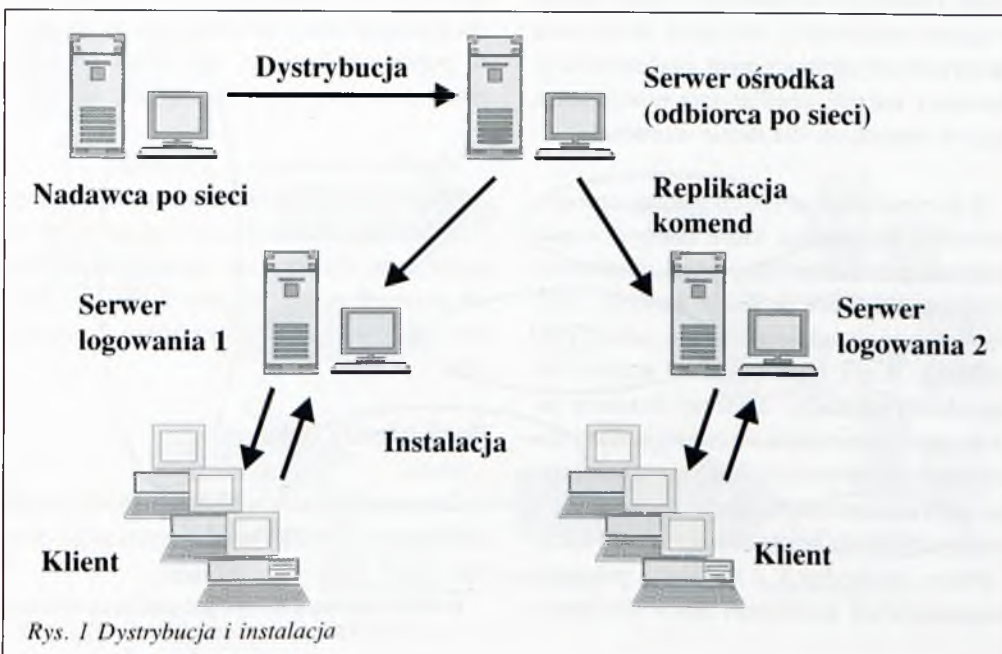 Dystrybucja
Serwer ośrodka
(odbiorca po sieci)
Nadawca po sieci
Replikacja
komend
Serwer
logowania 1
Serwer
logowania 2
Instalacja
Klient
Klient
Rys. 1 Dystrybucja i instalacja